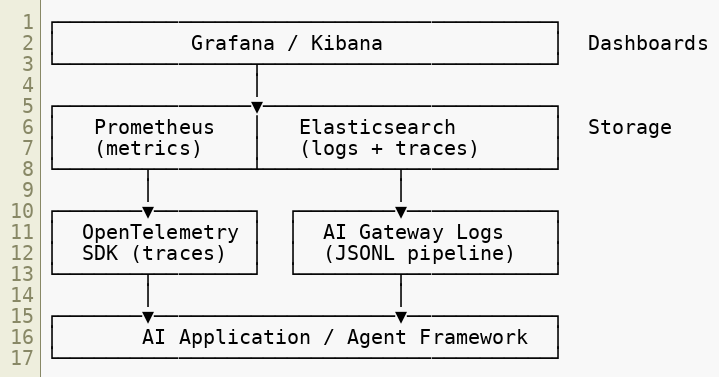 1
2 Grafana / Kibana Dashboards
3
4
5
6 Prometheus Elasticsearch Storage
7 (metrics) (logs + traces)
8
9
10
11 OpenTelemetry AI Gateway Logs
12 SDK (traces) (JSONL pipeline)
13
14
15
16 AI Application / Agent Framework
17